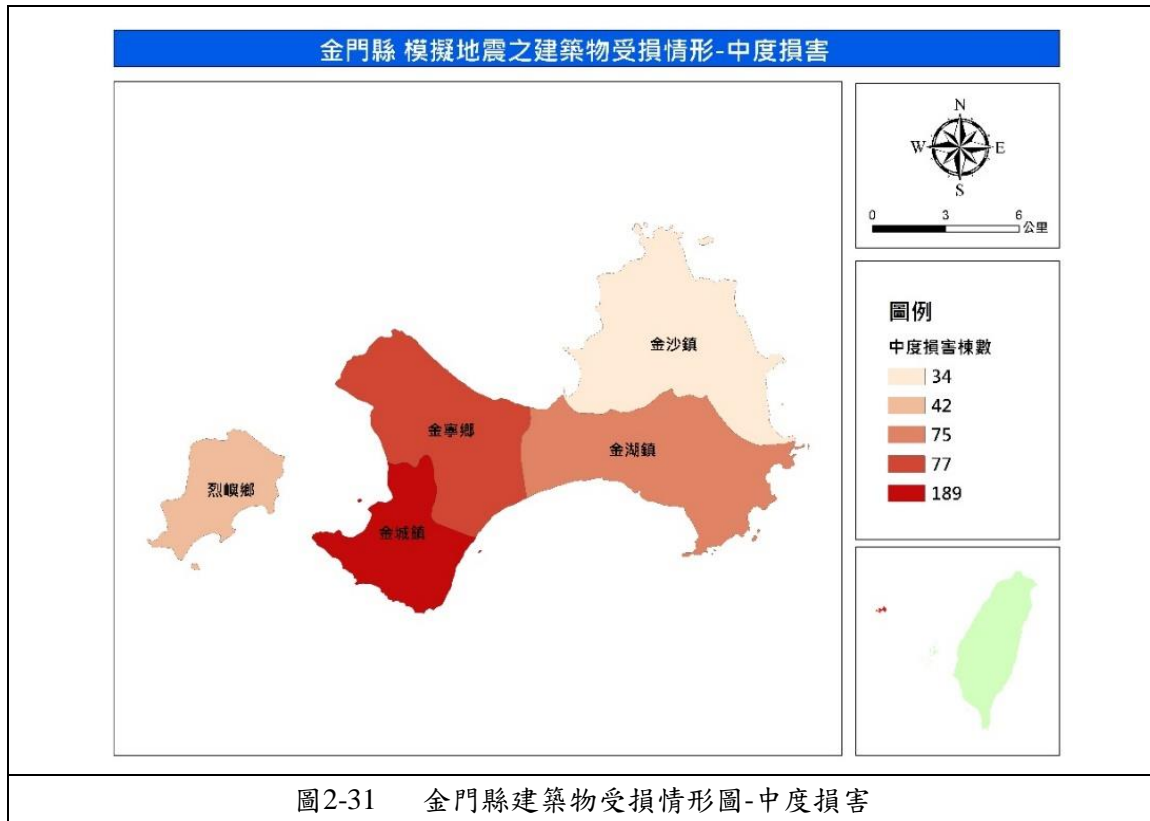 金門縣 模擬地震之建築物受損情形-中度損害
N
W
E
S
0 3 6
公里
圖例
中度損害棟數
34
42
75
77
189
金沙鎮
金寧鄉
金湖鎮
烈嶼鄉
金城鎮
圖2-31 金門縣建築物受損情形圖-中度損害